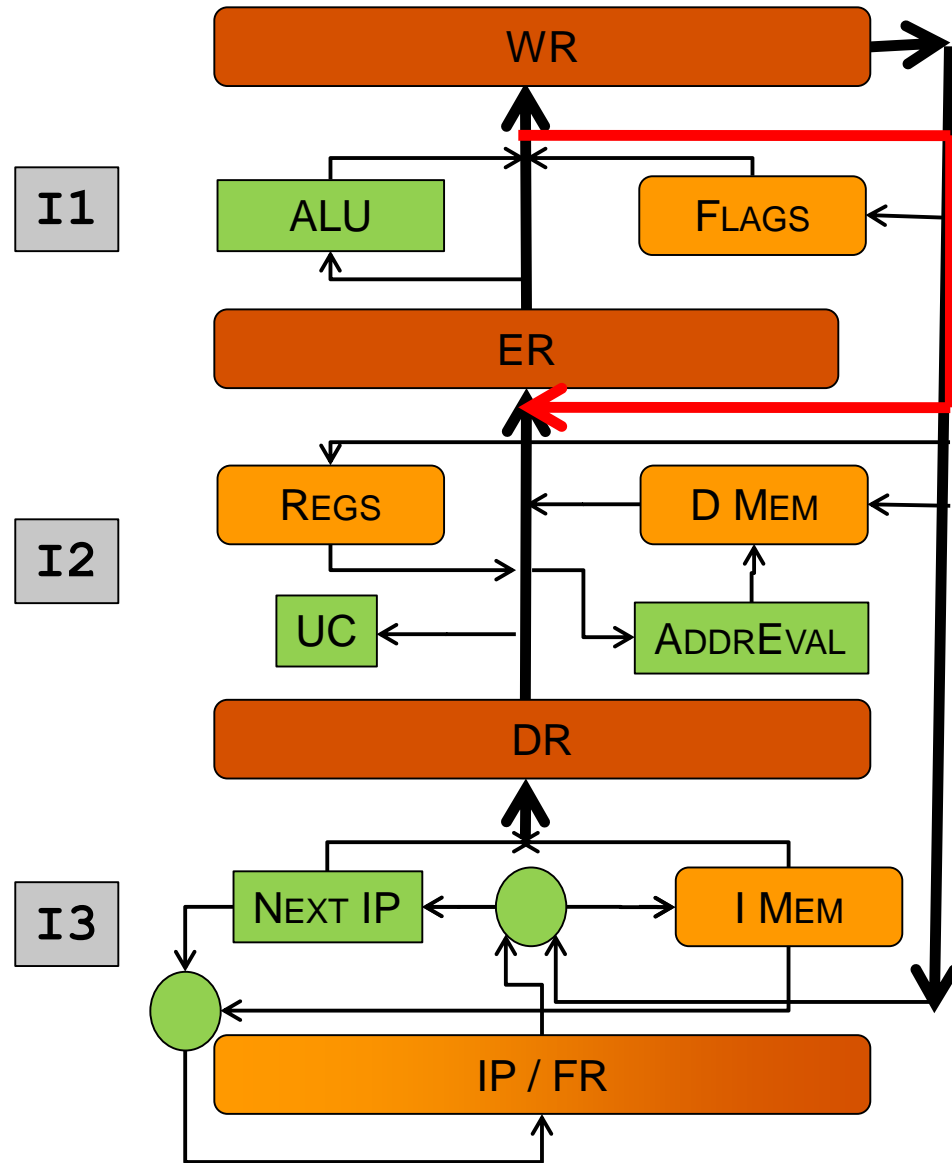 WR
I1
ALU
FLAGS
ER
REGS
D MEM
I2
UC
ADDREVAL
DR
I3
NEXT IP
I MEM
IP / FR